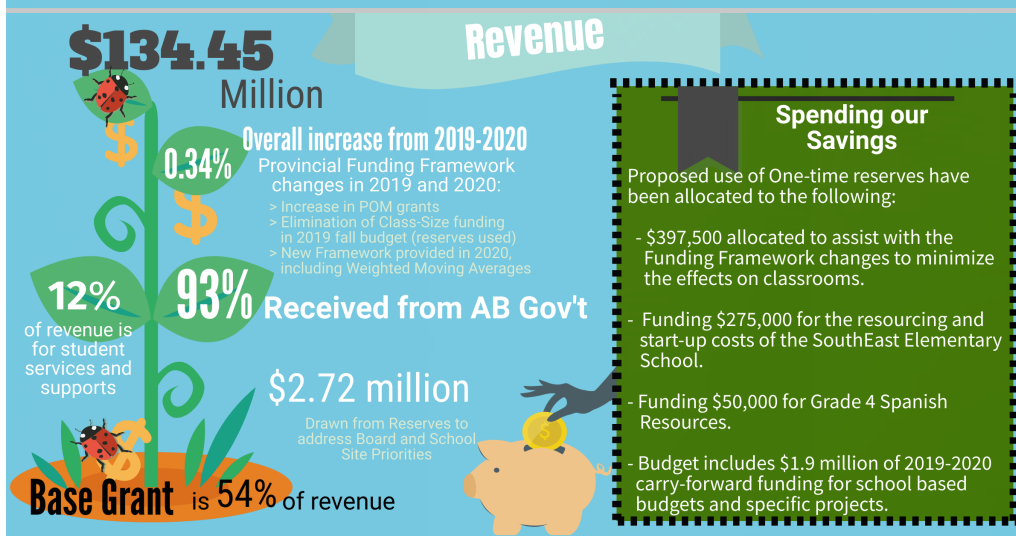 Revenue
$134.45
Million
0.34%
Overall increase from 2019-2020
Provincial Funding Framework
changes in 2019 and 2020:
> Increase in POM grants
> Elimination of Class-Size funding
in 2019 fall budget (reserves used)
> New Framework provided in 2020,
including Weighted Moving Averages
12%
of revenue is
for student
services and
supports
93% Received from AB Gov't
$2.72 million
Drawn from Reserves to
address Board and School
Site Priorities
Base Grant is 54% of revenue
Spending our
Savings
Proposed use of One-time reserves have
been allocated to the following:
- $397,500 allocated to assist with the
Funding Framework changes to minimize
the effects on classrooms.
- Funding $275,000 for the resourcing and
start-up costs of the SouthEast Elementary
School.
- Funding $50,000 for Grade 4 Spanish
Resources.
- Budget includes $1.9 million of 2019-2020
carry-forward funding for school based
budgets and specific projects.